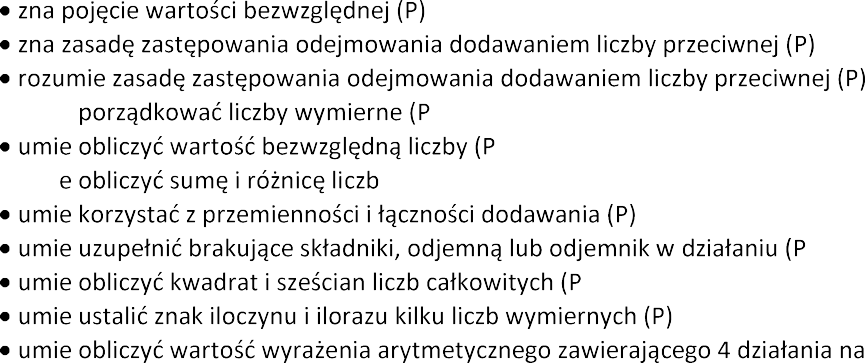 • zna pojęcie wartości bezwzględnej (P)
• zna zasadę zastępowania odejmowania dodawaniem liczby przeciwnej (P)
• rozumie zasadę zastępowania odejmowania dodawaniem liczby przeciwnej (P)
porządkować liczby wymierne (P
• umie obliczyć wartość bezwzględną liczby (P
e obliczyć sumę i różnicę liczb
• umie korzystać z przemienności i łączności dodawania (P)
• umie uzupełnić brakujące składniki, odjemną lub odjemnik w działaniu (P
• umie obliczyć kwadrat i sześcian liczb całkowitych (P
• umie ustalić znak iloczynu i ilorazu kilku liczb wymiernych (P)
• umie obliczyć wartość wyrażenia arytmetycznego zawierającego 4 działania